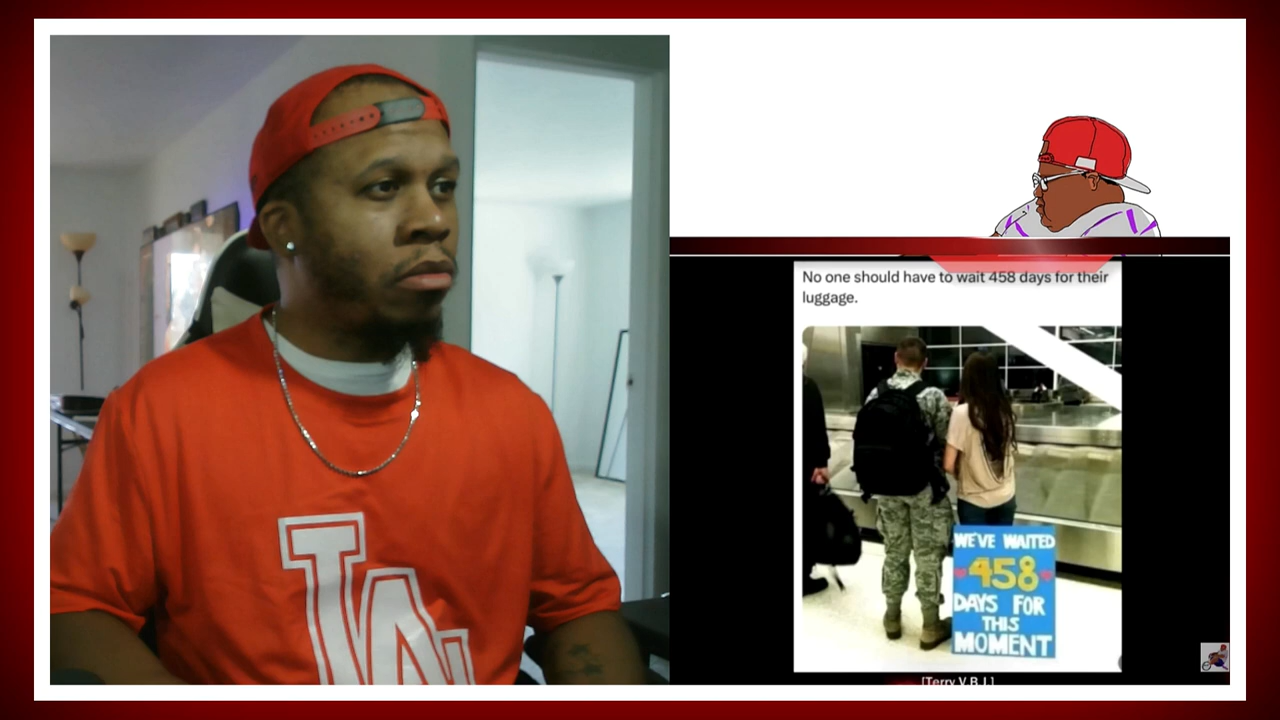 No one should have to wait 458 days for their
luggage.
WE'VE WAITED
458
DAYS FOR
THIS
MOMENT
[Terry V.B.J.]
LA